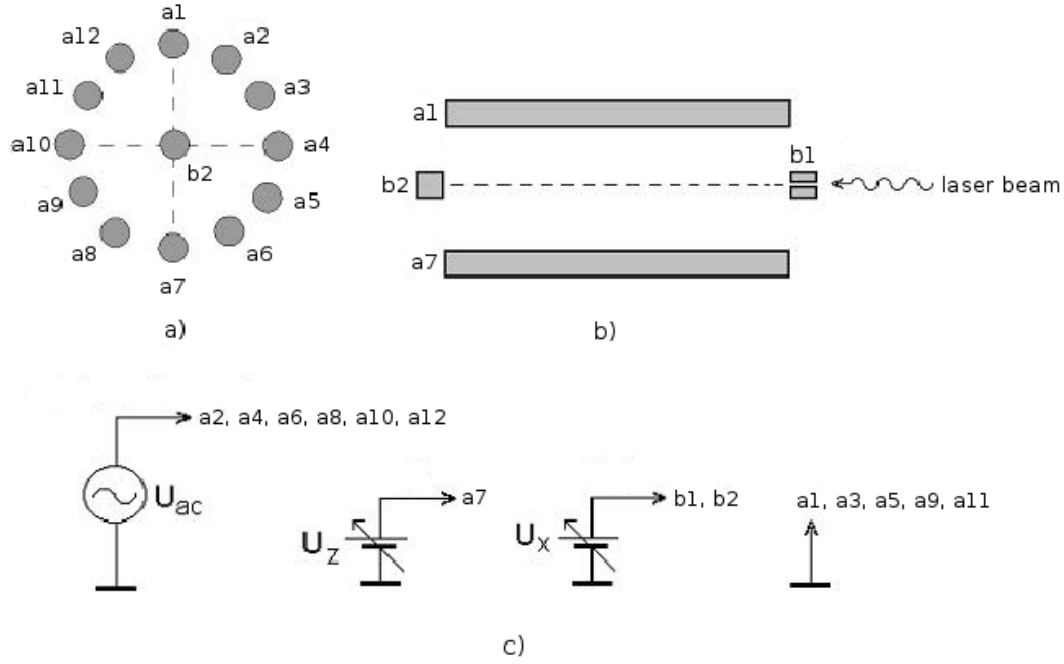 a1
a12
a2
a11
a3
a10
b2
a4
a9
a5
a8
a6
a7
a)
a1
b1
b2
laser beam
a7
b)
a2, a4, a6, a8, a10, a12
Uac
a7
Uz
b1, b2
Ux
a1, a3, a5, a9, a11
c)